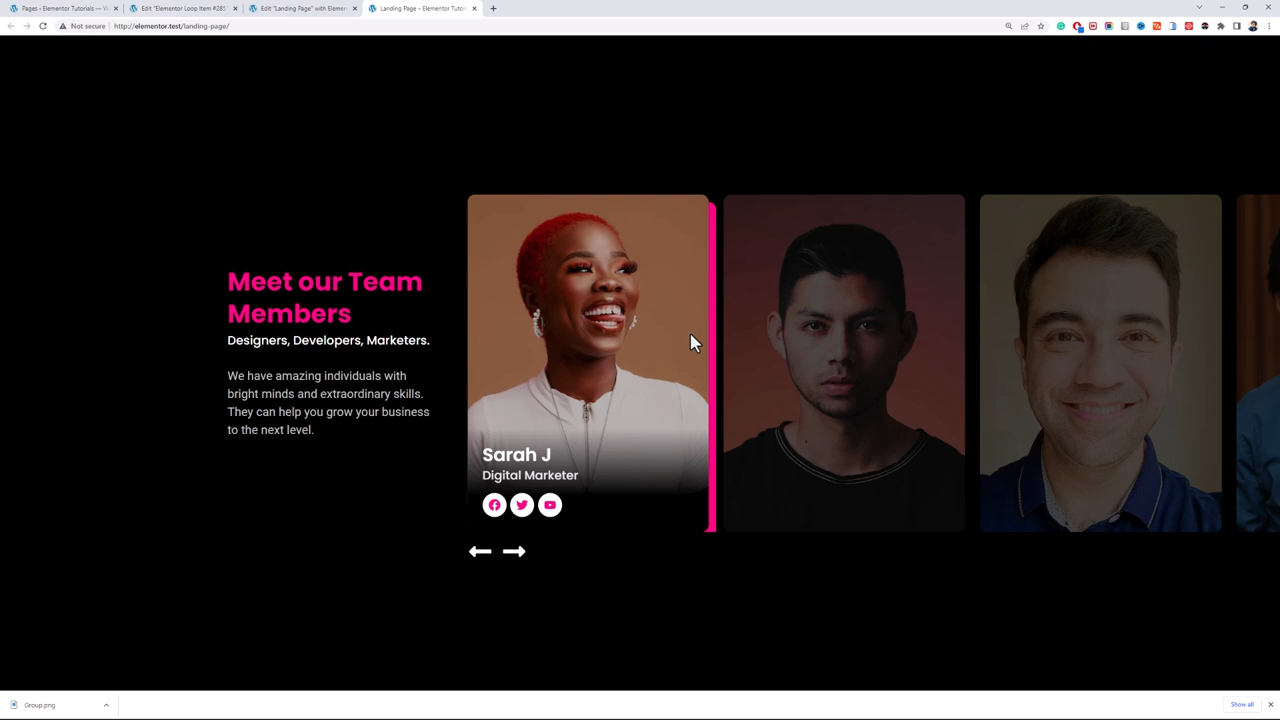 Pages ‹ Elementor Tutorials — W
Edit "Elementor Loop Item #285"
Edit "Landing Page" with Elemen
Landing Page – Elementor Tutor
Not secure
http://elementor.test/landing-page/
Meet our Team
Members
Designers, Developers, Marketers.
We have amazing individuals with
bright minds and extraordinary skills.
They can help you grow your business
to the next level.
Sarah J
Digital Marketer
Group.png
Show all